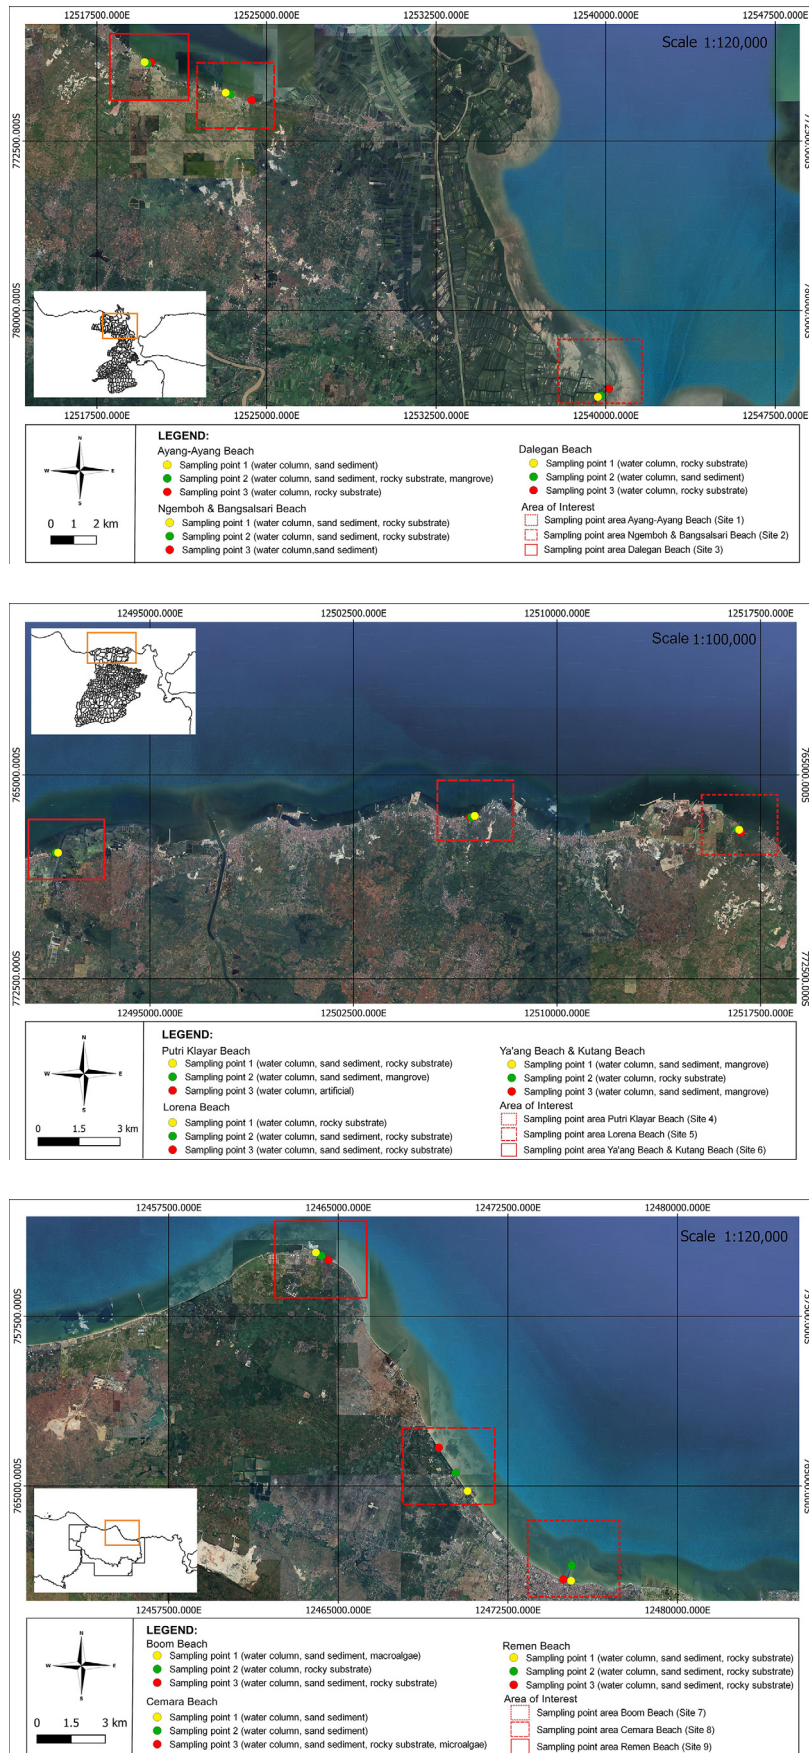 12517500.000E 12525000.000E 12532500.000E 12540000.000E 12547500.000E
Scale 1:120,000
772500.000S
780000.000S
12517500.000E 12525000.000E 12532500.000E 12540000.000E 12547500.000E
N
W E
S
0 1 2 km
LEGEND:
Ayang-Ayang Beach
Sampling point 1 (water column, sand sediment)
Sampling point 2 (water column, sand sediment, rocky substrate, mangrove)
Sampling point 3 (water column, rocky substrate)
Ngemboh & Bangsalsari Beach
Sampling point 1 (water column, sand sediment, rocky substrate)
Sampling point 2 (water column, sand sediment, rocky substrate)
Sampling point 3 (water column,sand sediment)
Dalegan Beach
Sampling point 1 (water column, rocky substrate)
Sampling point 2 (water column, sand sediment)
Sampling point 3 (water column, rocky substrate)
Area of Interest
Sampling point area Ayang-Ayang Beach (Site 1)
Sampling point area Ngemboh & Bangsalsari Beach (Site 2)
Sampling point area Dalegan Beach (Site 3)
12495000.000E 12502500.000E 12510000.000E 12517500.000E
Scale 1:100,000
765000.000S
772500.000S
12495000.000E 12502500.000E 12510000.000E 12517500.000E
N
W E
S
0 1.5 3 km
LEGEND:
Putri Klayar Beach
Sampling point 1 (water column, sand sediment, rocky substrate)
Sampling point 2 (water column, sand sediment, mangrove)
Sampling point 3 (water column, artificial)
Lorena Beach
Sampling point 1 (water column, rocky substrate)
Sampling point 2 (water column, sand sediment, rocky substrate)
Sampling point 3 (water column, sand sediment, rocky substrate)
Ya'ang Beach & Kutang Beach
Sampling point 1 (water column, sand sediment, mangrove)
Sampling point 2 (water column, rocky substrate)
Sampling point 3 (water column, sand sediment, mangrove)
Area of Interest
Sampling point area Putri Klayar Beach (Site 4)
Sampling point area Lorena Beach (Site 5)
Sampling point area Ya'ang Beach & Kutang Beach (Site 6)
12457500.000E 12465000.000E 12472500.000E 12480000.000E
Scale 1:120,000
757500.000S
765000.000S
12457500.000E 12465000.000E 12472500.000E 12480000.000E
N
W E
S
0 1.5 3 km
LEGEND:
Boom Beach
Sampling point 1 (water column, sand sediment, macroalgae)
Sampling point 2 (water column, rocky substrate)
Sampling point 3 (water column, sand sediment, rocky substrate)
Cemara Beach
Sampling point 1 (water column, sand sediment)
Sampling point 2 (water column, sand sediment)
Sampling point 3 (water column, sand sediment, rocky substrate, microalgae)
Remen Beach
Sampling point 1 (water column, sand sediment, rocky substrate)
Sampling point 2 (water column, sand sediment, rocky substrate)
Sampling point 3 (water column, sand sediment, rocky substrate)
Area of Interest
Sampling point area Boom Beach (Site 7)
Sampling point area Cemara Beach (Site 8)
Sampling point area Remen Beach (Site 9)